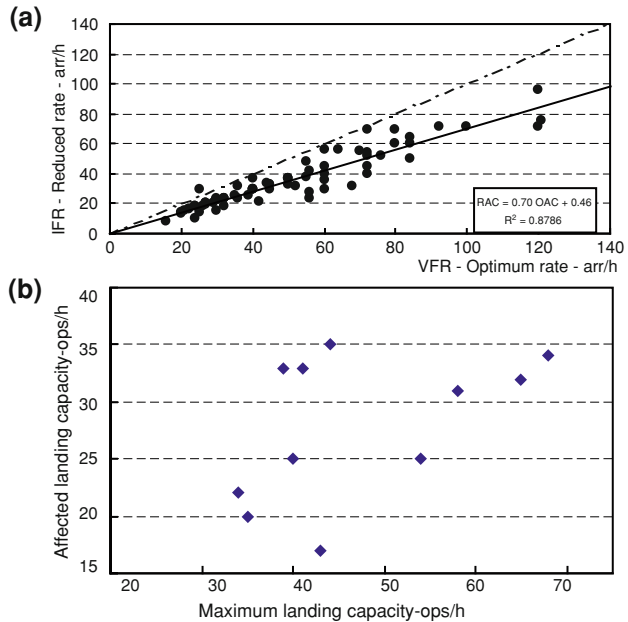 (a)
IFR - Reduced rate - arr/h
140
120
100
80
60
40
20
0
RAC = 0.70 OAC + 0.46
R² = 0.8786
0 20 40 60 80 100 120 140
VFR - Optimum rate - arr/h
(b)
Affected landing capacity-ops/h
40
35
30
25
20
15
20 30 40 50 60 70
Maximum landing capacity-ops/h